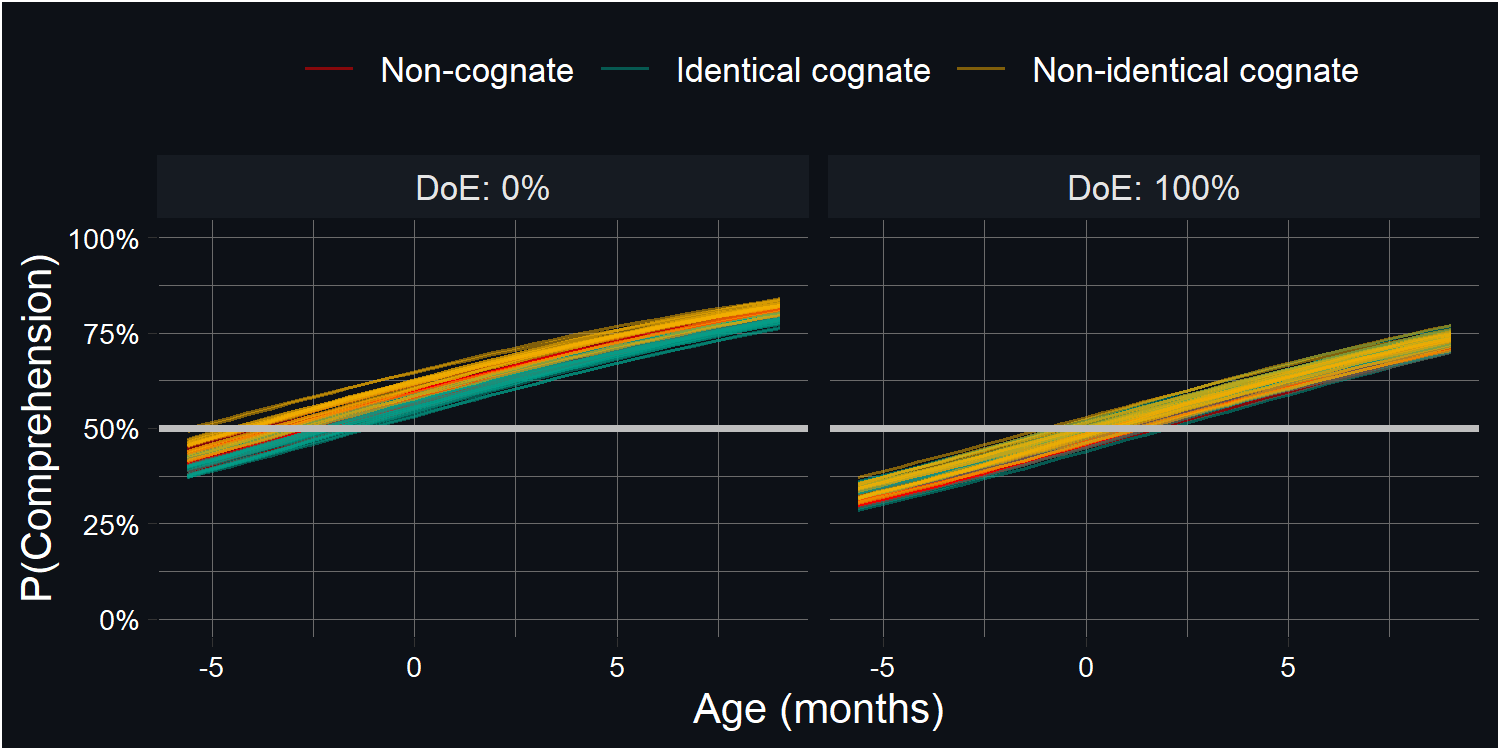 Non-cognate Identical cognate Non-identical cognate
DoE: 0% DoE: 100%
100%
75%
50%
25%
0%
P(Comprehension)
-5 0 5 -5 0 5
Age (months)